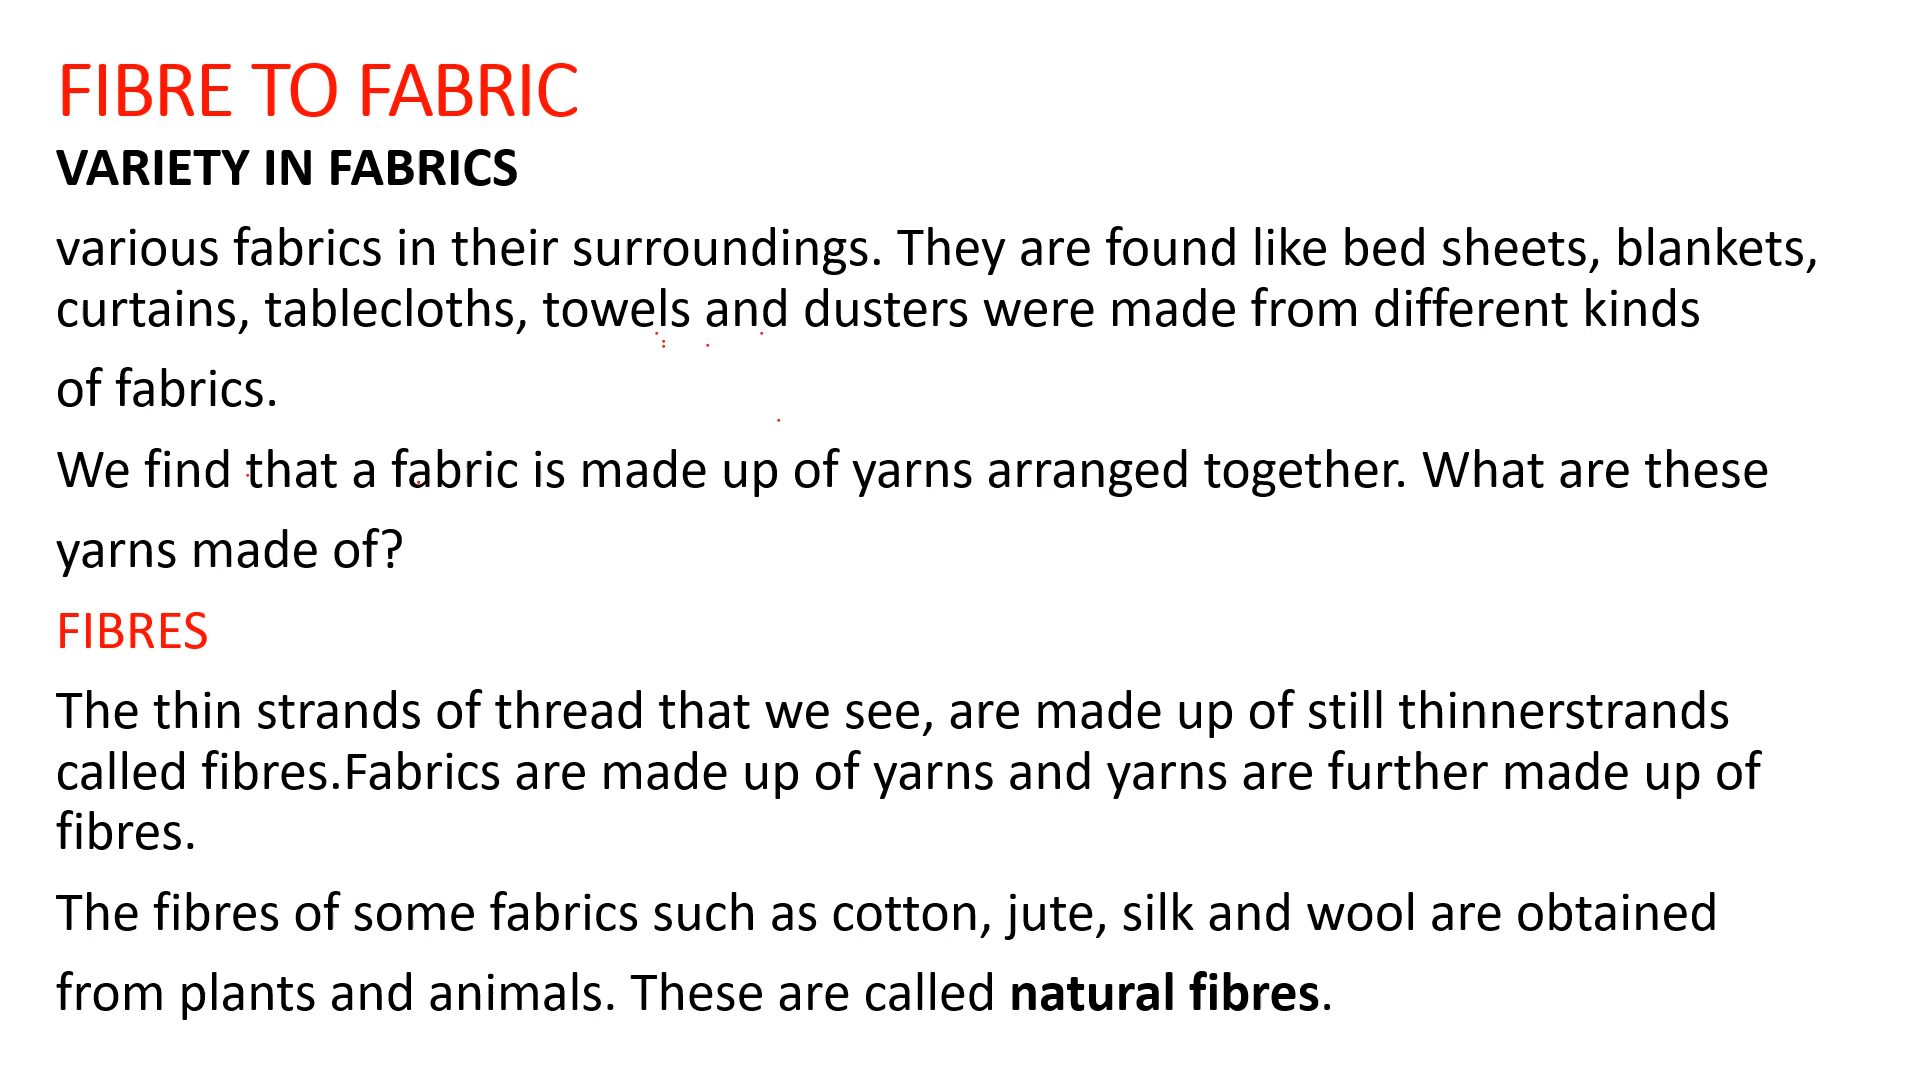 FIBRE TO FABRIC
VARIETY IN FABRICS
various fabrics in their surroundings. They are found like bed sheets, blankets,
curtains, tablecloths, towels and dusters were made from different kinds
of fabrics.
We find that a fabric is made up of yarns arranged together. What are these
yarns made of?
FIBRES
The thin strands of thread that we see, are made up of still thinnerstrands
called fibres.Fabrics are made up of yarns and yarns are further made up of
fibres.
The fibres of some fabrics such as cotton, jute, silk and wool are obtained
from plants and animals. These are called natural fibres.